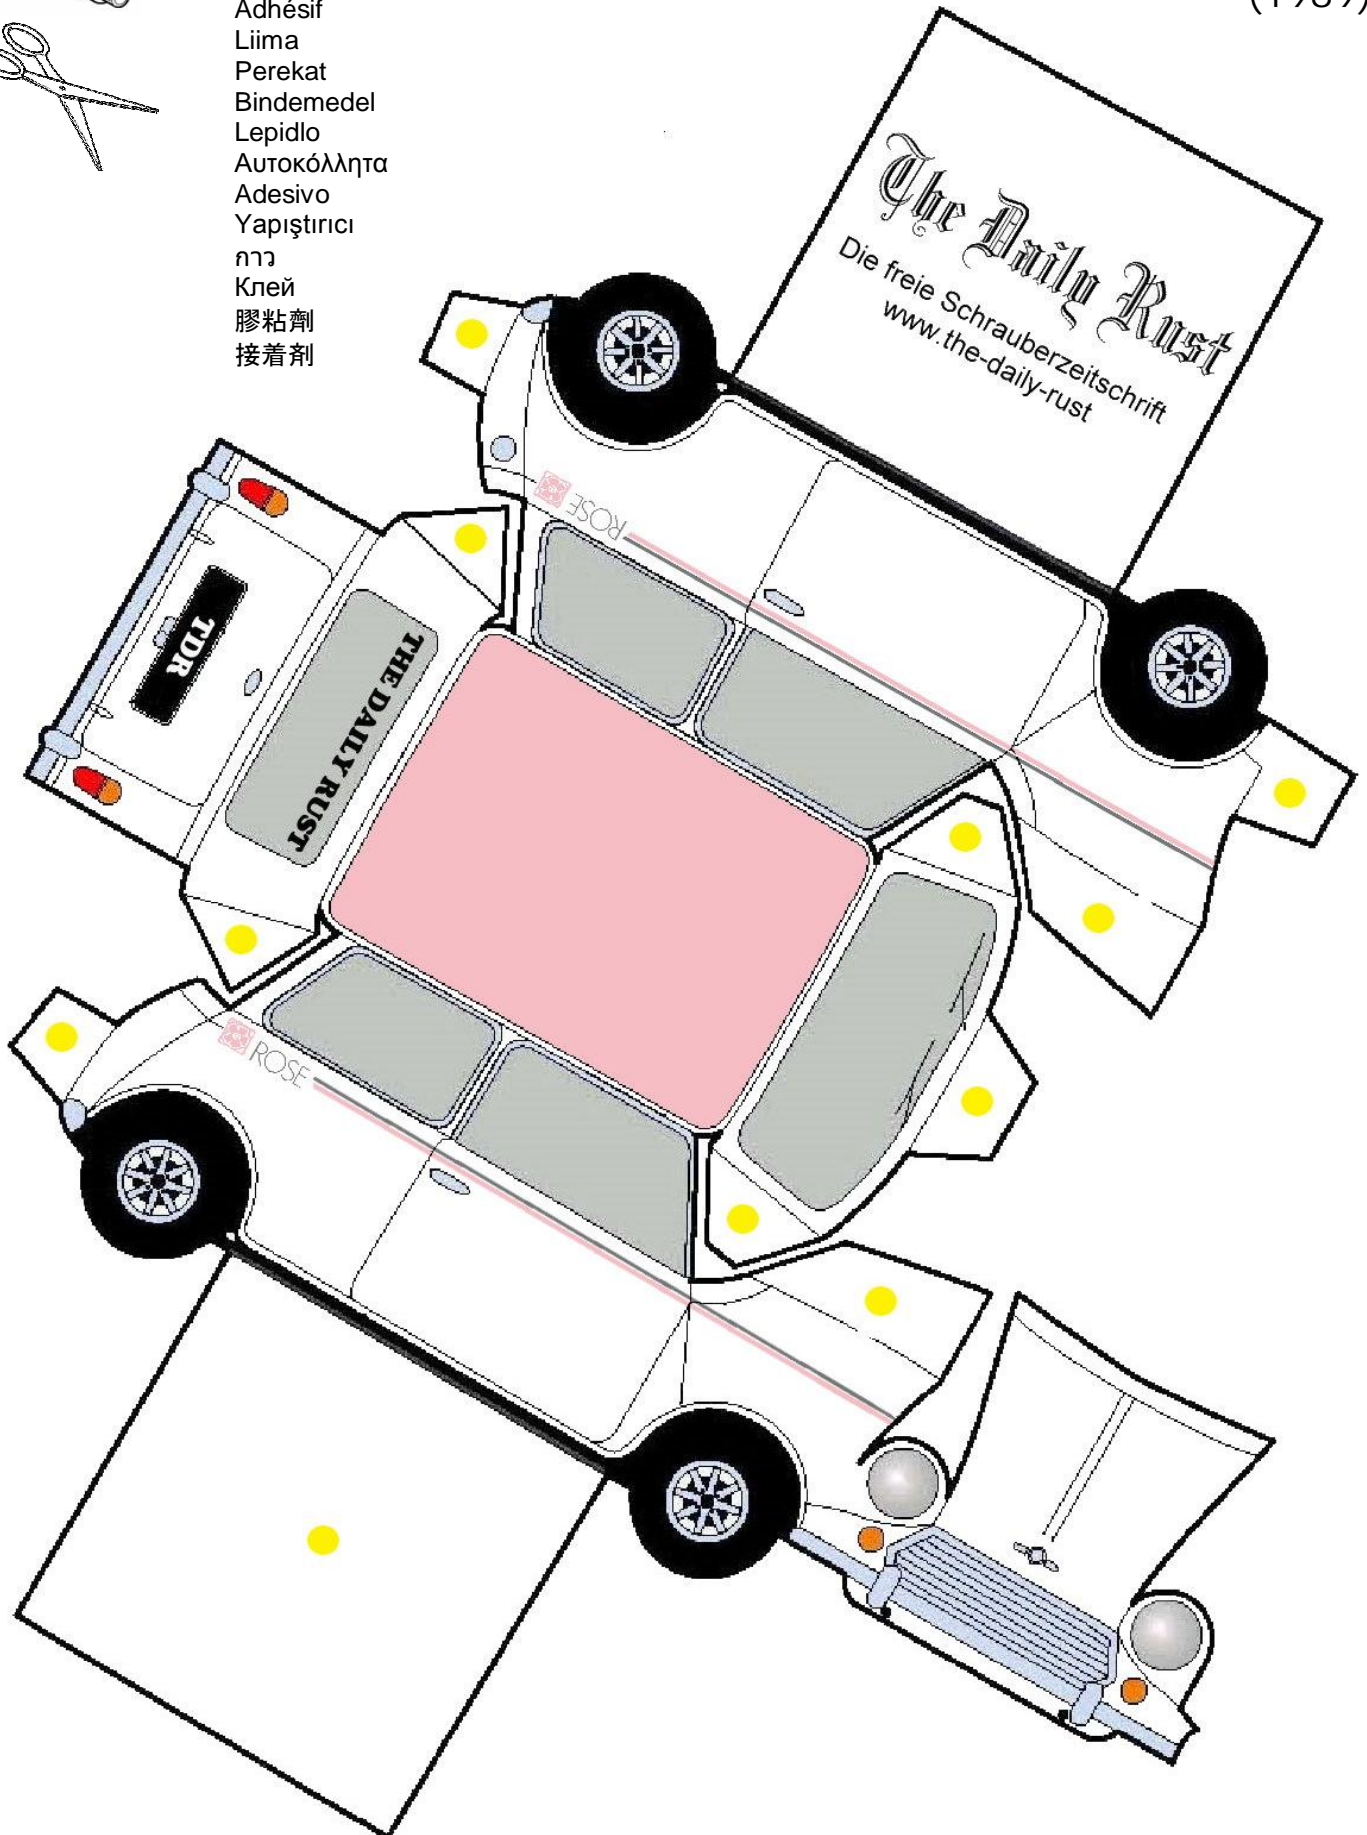 (1989)
Adhésif
Liima
Perekat
Bindemedel
Lepidlo
Αυτοκόλλητα
Adesivo
Yapıştırıcı
กาว
Клей
膠粘劑
接着剤
The Daily Rust
Die freie Schrauberzeitschrift
www.the-daily-rust
ROSE
TDR
THE DAILY RUST
ROSE